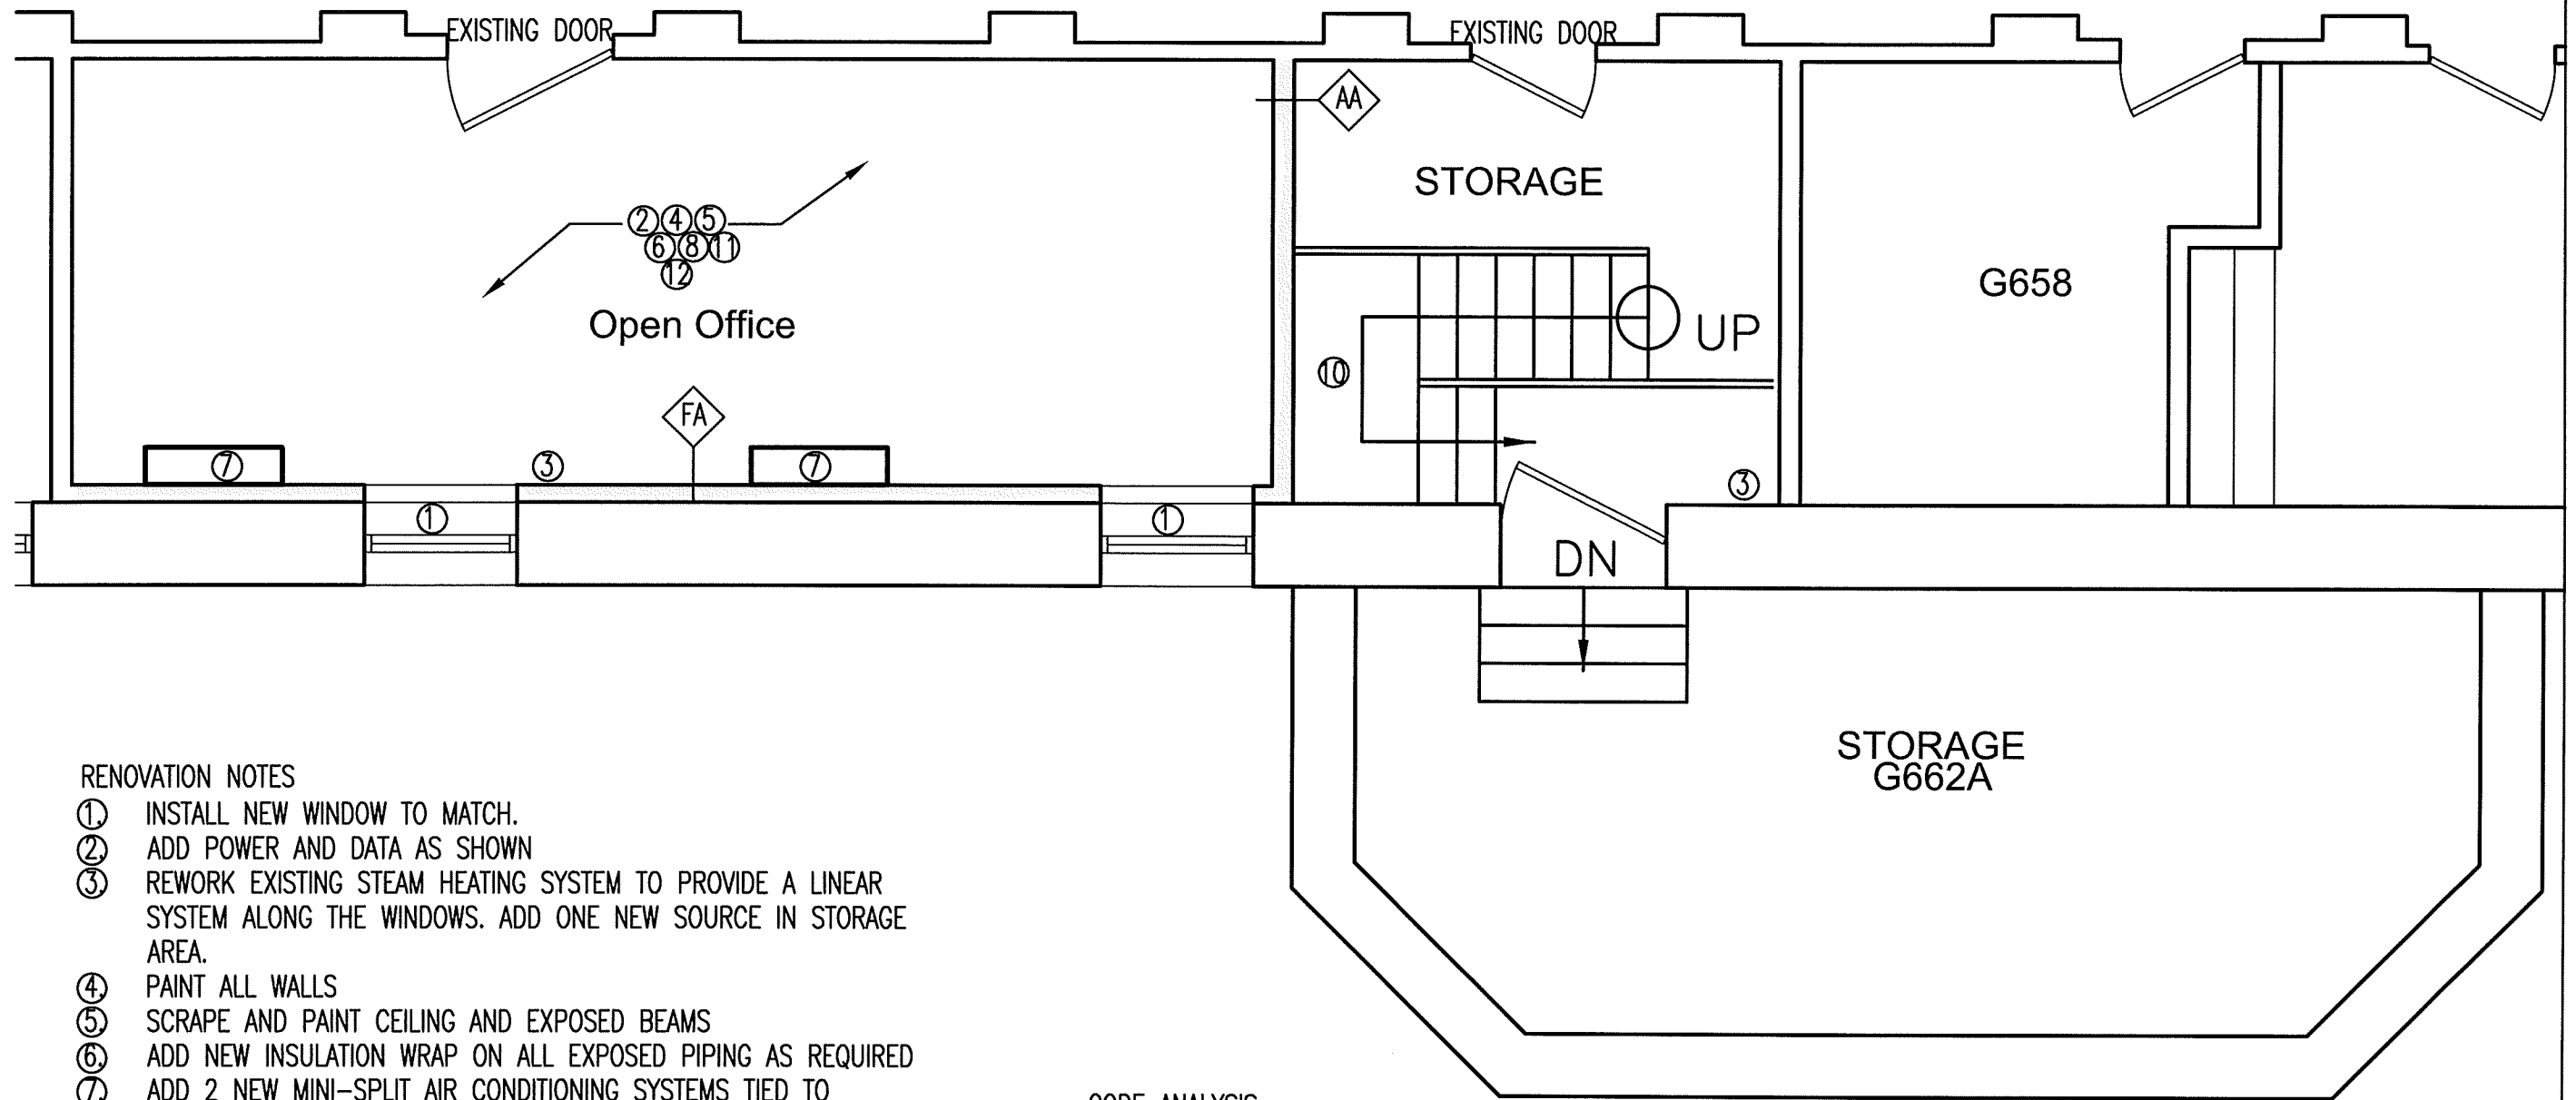 EXISTING DOOR
EXISTING DOOR
AA
STORAGE
2 4 5
6 8 11
12
Open Office
G658
UP
10
FA
7
3
7
3
1
1
DN
STORAGE
G662A
RENOVATION NOTES
1. INSTALL NEW WINDOW TO MATCH.
2. ADD POWER AND DATA AS SHOWN
3. REWORK EXISTING STEAM HEATING SYSTEM TO PROVIDE A LINEAR
SYSTEM ALONG THE WINDOWS. ADD ONE NEW SOURCE IN STORAGE
AREA.
4. PAINT ALL WALLS
5. SCRAPE AND PAINT CEILING AND EXPOSED BEAMS
6. ADD NEW INSULATION WRAP ON ALL EXPOSED PIPING AS REQUIRED
7. ADD 2 NEW MINI-SPLIT AIR CONDITIONING SYSTEMS TIED TO
CODE ANALYSIS